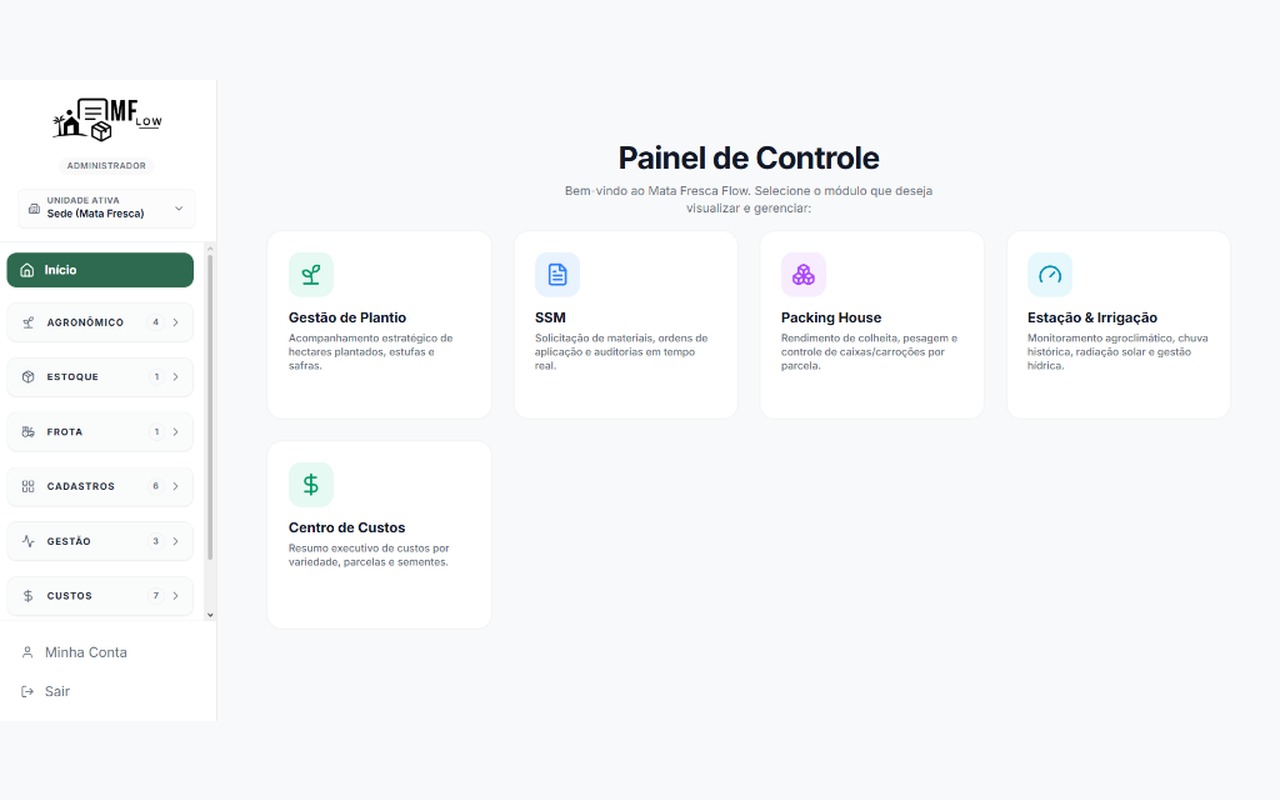 MF
LOW
ADMINISTRADOR
UNIDADE ATIVA
Sede (Mata Fresca)
Início
AGRONÔMICO 4
ESTOQUE 1
FROTA 1
CADASTROS 6
GESTÃO 3
CUSTOS 7
Minha Conta
Sair
Painel de Controle
Bem-vindo ao Mata Fresca Flow. Selecione o módulo que deseja
visualizar e gerenciar:
Gestão de Plantio
Acompanhamento estratégico de
hectares plantados, estufas e
safras.
SSM
Solicitação de materiais, ordens de
aplicação e auditorias em tempo
real.
Packing House
Rendimento de colheita, pesagem e
controle de caixas/carroções por
parcela.
Estação & Irrigação
Monitoramento agroclimático, chuva
histórica, radiação solar e gestão
hídrica.
Centro de Custos
Resumo executivo de custos por
variedade, parcelas e sementes.